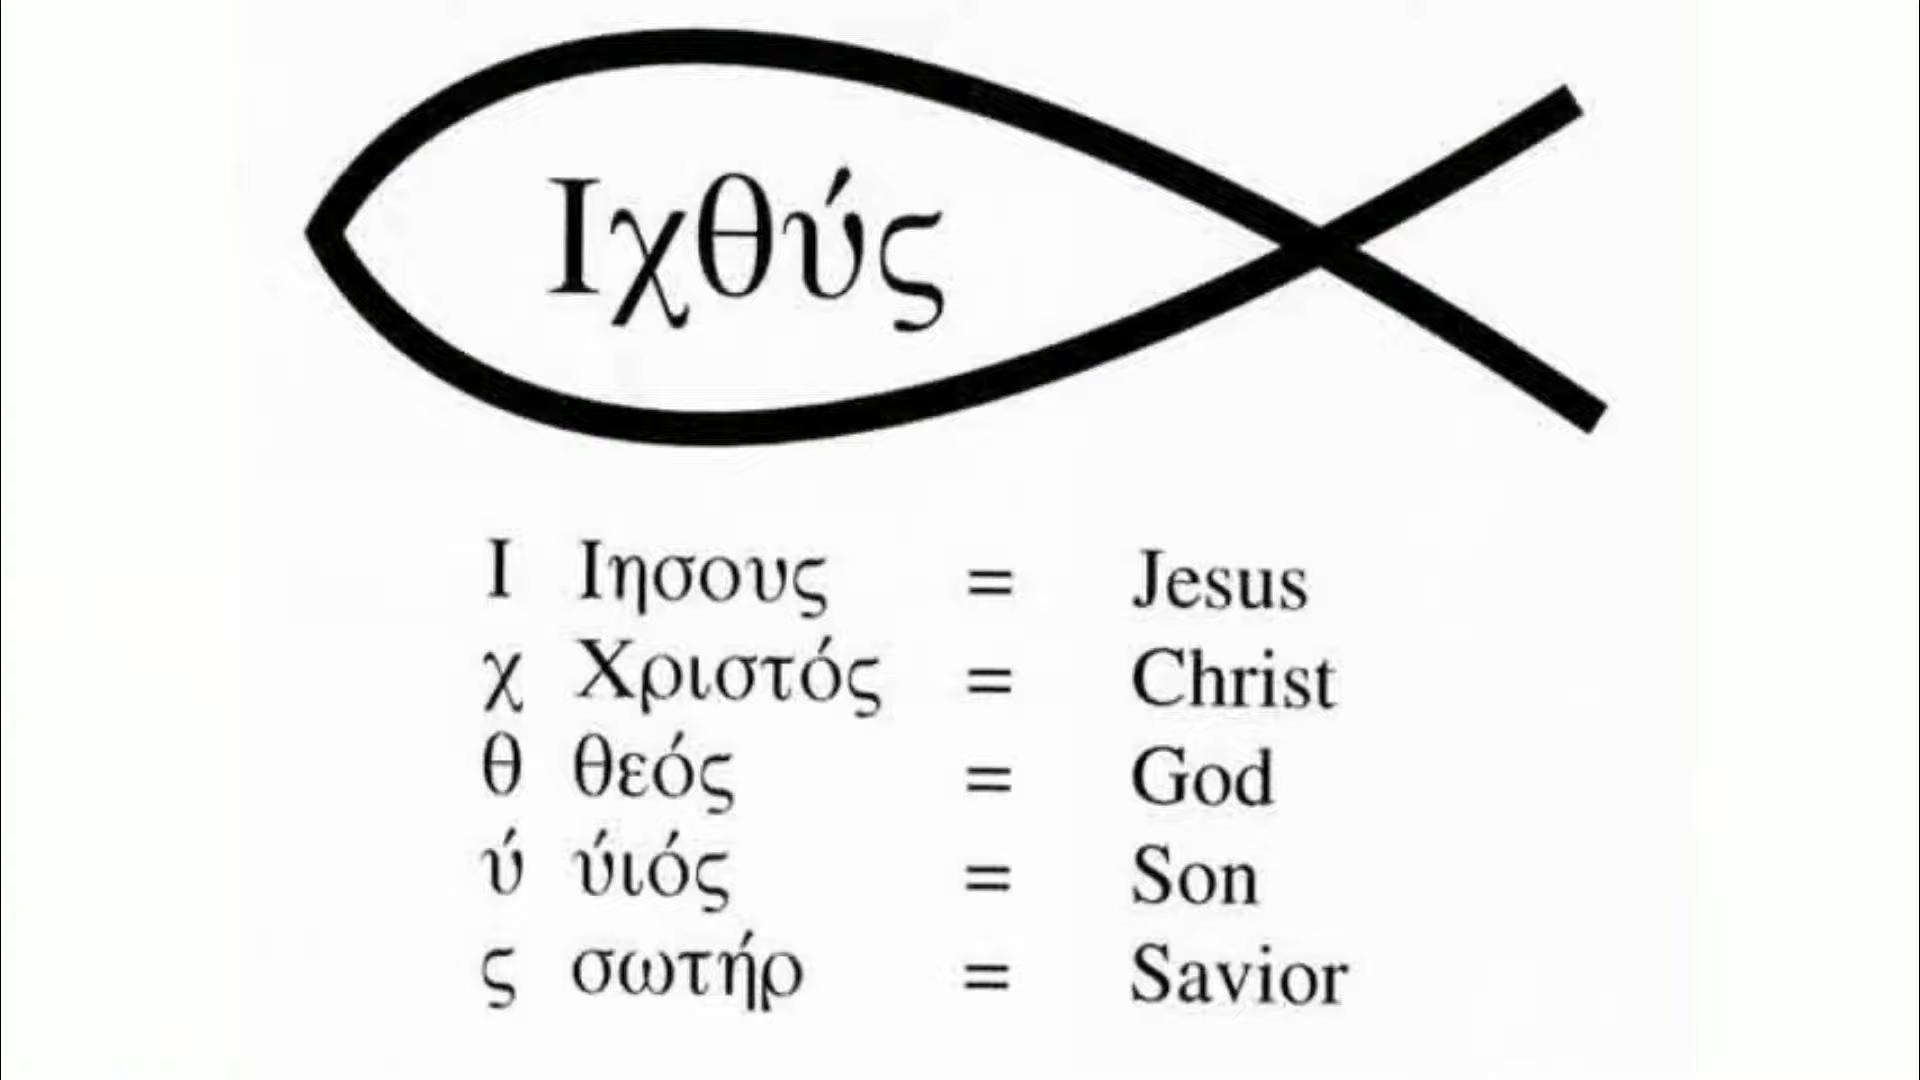 Ιχθύς
Ι Ιησους = Jesus
χ Χριστός = Christ
θ θεός = God
ύ ύιός = Son
ς σωτήρ = Savior